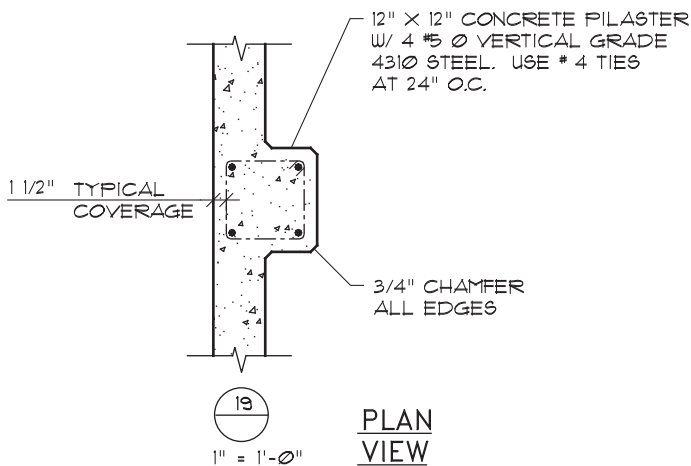 12" X 12" CONCRETE PILASTER
W/ 4 #5 Ø VERTICAL GRADE
431Ø STEEL. USE # 4 TIES
AT 24" O.C.
1 1/2" TYPICAL
COVERAGE
3/4" CHAMFER
ALL EDGES
19
1" = 1'-Ø"
PLAN
VIEW